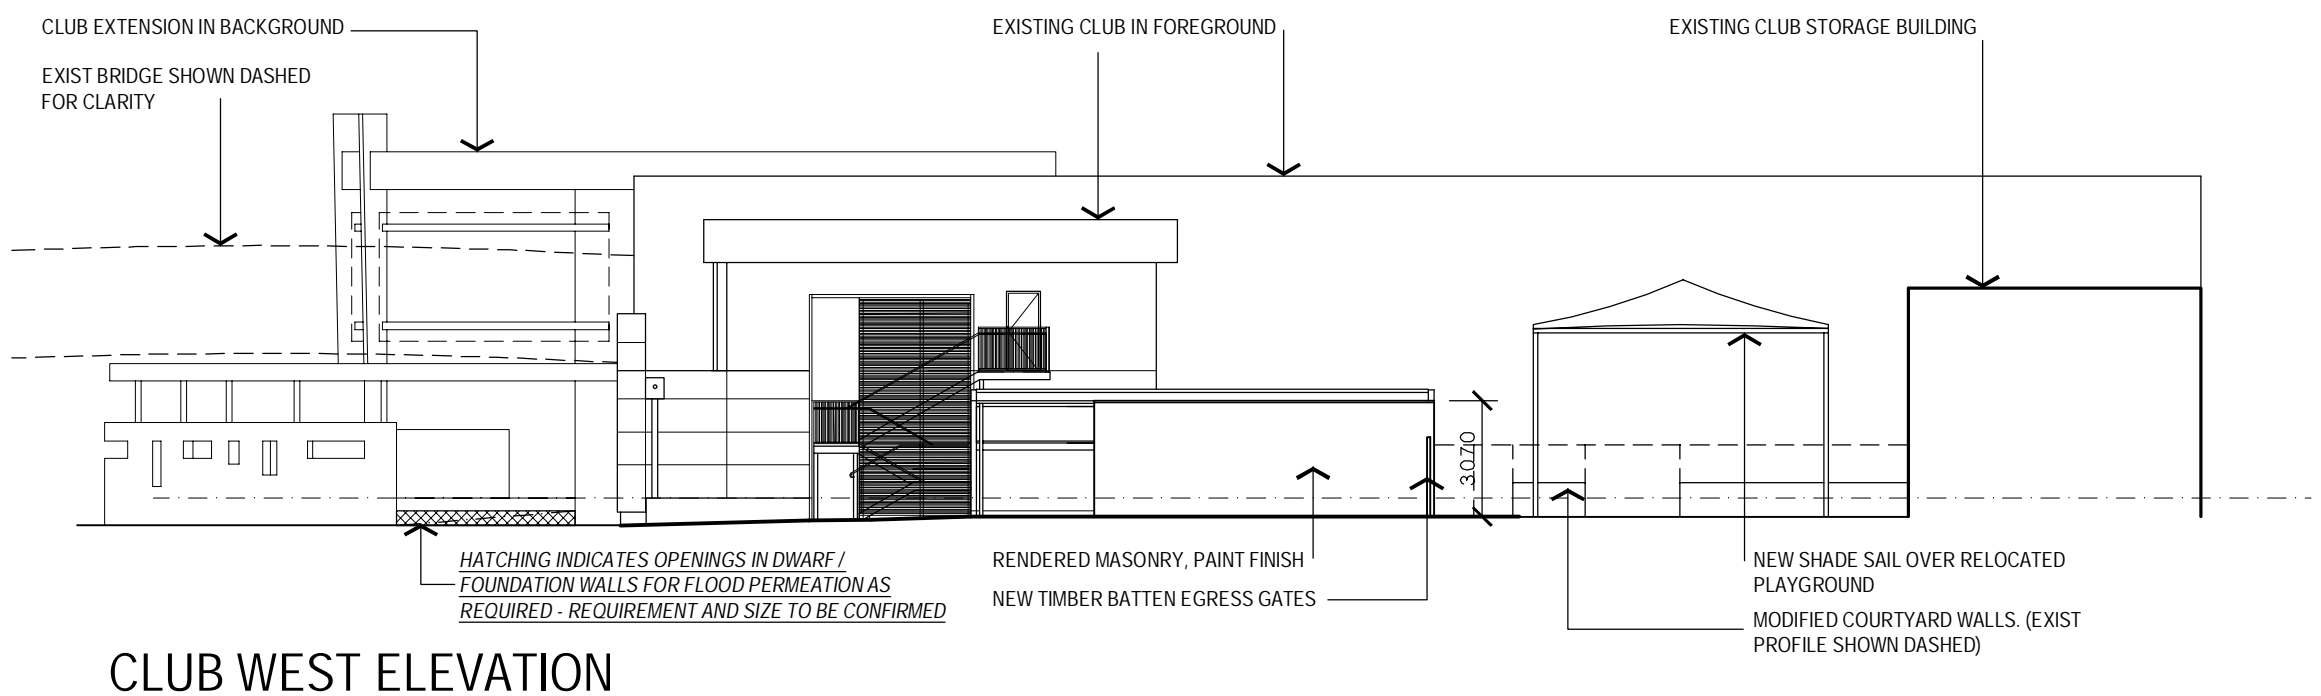 CLUB EXTENSION IN BACKGROUND
EXIST BRIDGE SHOWN DASHED
FOR CLARITY
EXISTING CLUB IN FOREGROUND
EXISTING CLUB STORAGE BUILDING
3070
HATCHING INDICATES OPENINGS IN DWARF /
FOUNDATION WALLS FOR FLOOD PERMEATION AS
REQUIRED - REQUIREMENT AND SIZE TO BE CONFIRMED
RENDERED MASONRY, PAINT FINISH
NEW TIMBER BATTEN EGRESS GATES
NEW SHADE SAIL OVER RELOCATED
PLAYGROUND
MODIFIED COURTYARD WALLS. (EXIST
PROFILE SHOWN DASHED)
CLUB WEST ELEVATION